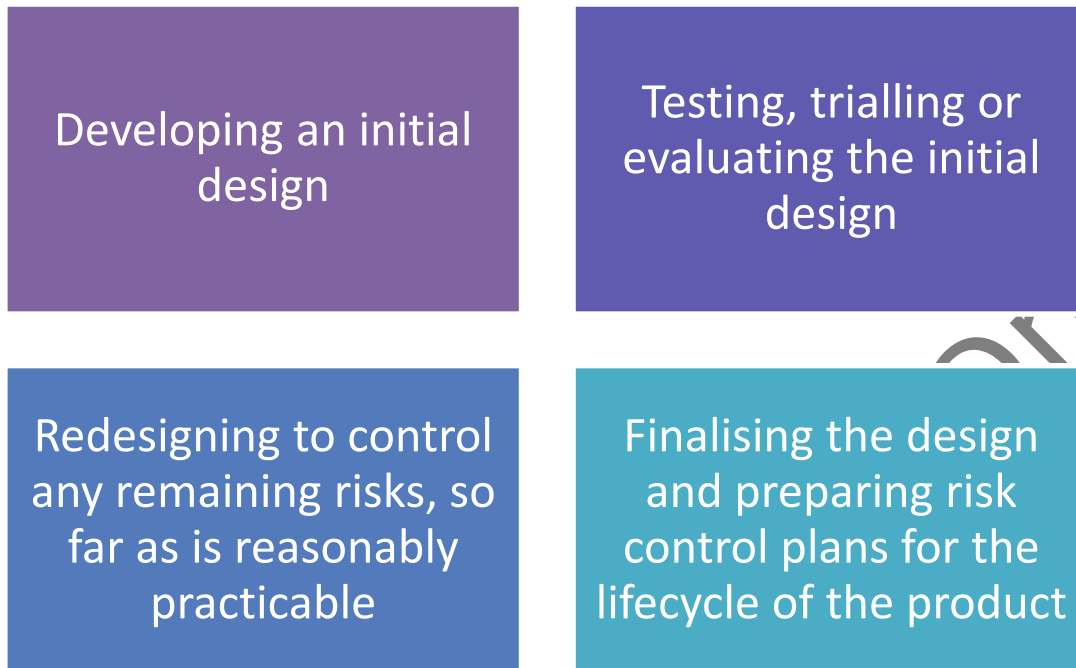 Developing an initial
design
Testing, trialling or
evaluating the initial
design
Redesigning to control
any remaining risks, so
far as is reasonably
practicable
Finalising the design
and preparing risk
control plans for the
lifecycle of the product